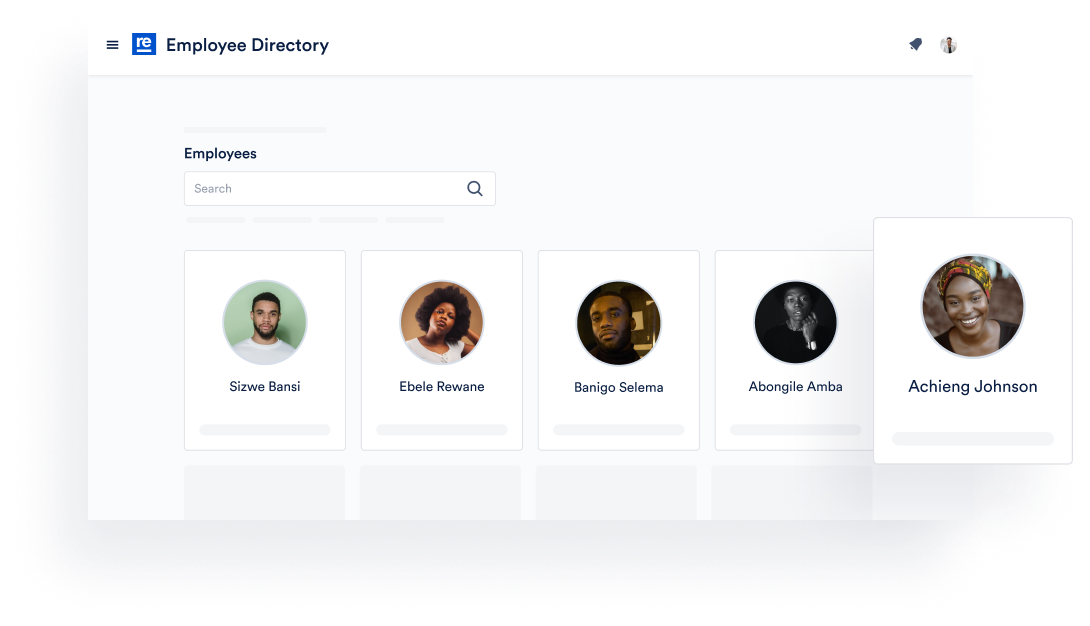 re Employee Directory
Employees
Search
Sizwe Bansi
Ebele Rewane
Banigo Selema
Abongile Amba
Achieng Johnson